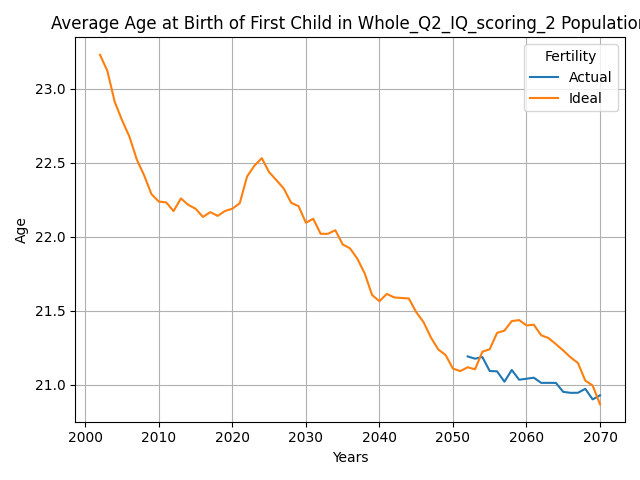 Average Age at Birth of First Child in Whole_Q2_IQ_scoring_2 Population
Fertility
Actual
Ideal
Age
23.0
22.5
22.0
21.5
21.0
2000 2010 2020 2030 2040 2050 2060 2070
Years